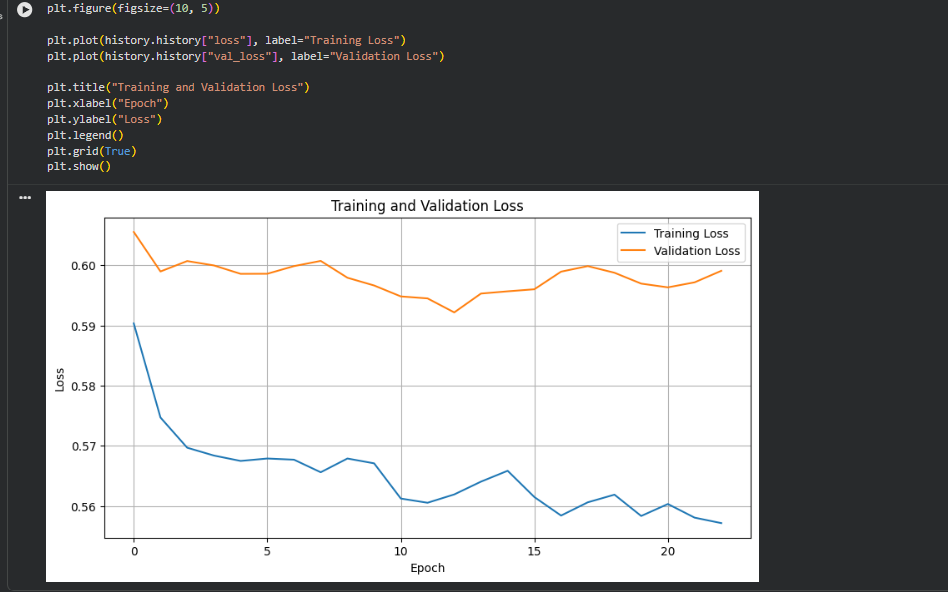 plt.figure(figsize=(10, 5))
plt.plot(history.history["loss"], label="Training Loss")
plt.plot(history.history["val_loss"], label="Validation Loss")
plt.title("Training and Validation Loss")
plt.xlabel("Epoch")
plt.ylabel("Loss")
plt.legend()
plt.grid(True)
plt.show()
Training and Validation Loss
Training Loss
Validation Loss
0.60
0.59
0.58
0.57
0.56
Loss
0 5 10 15 20
Epoch